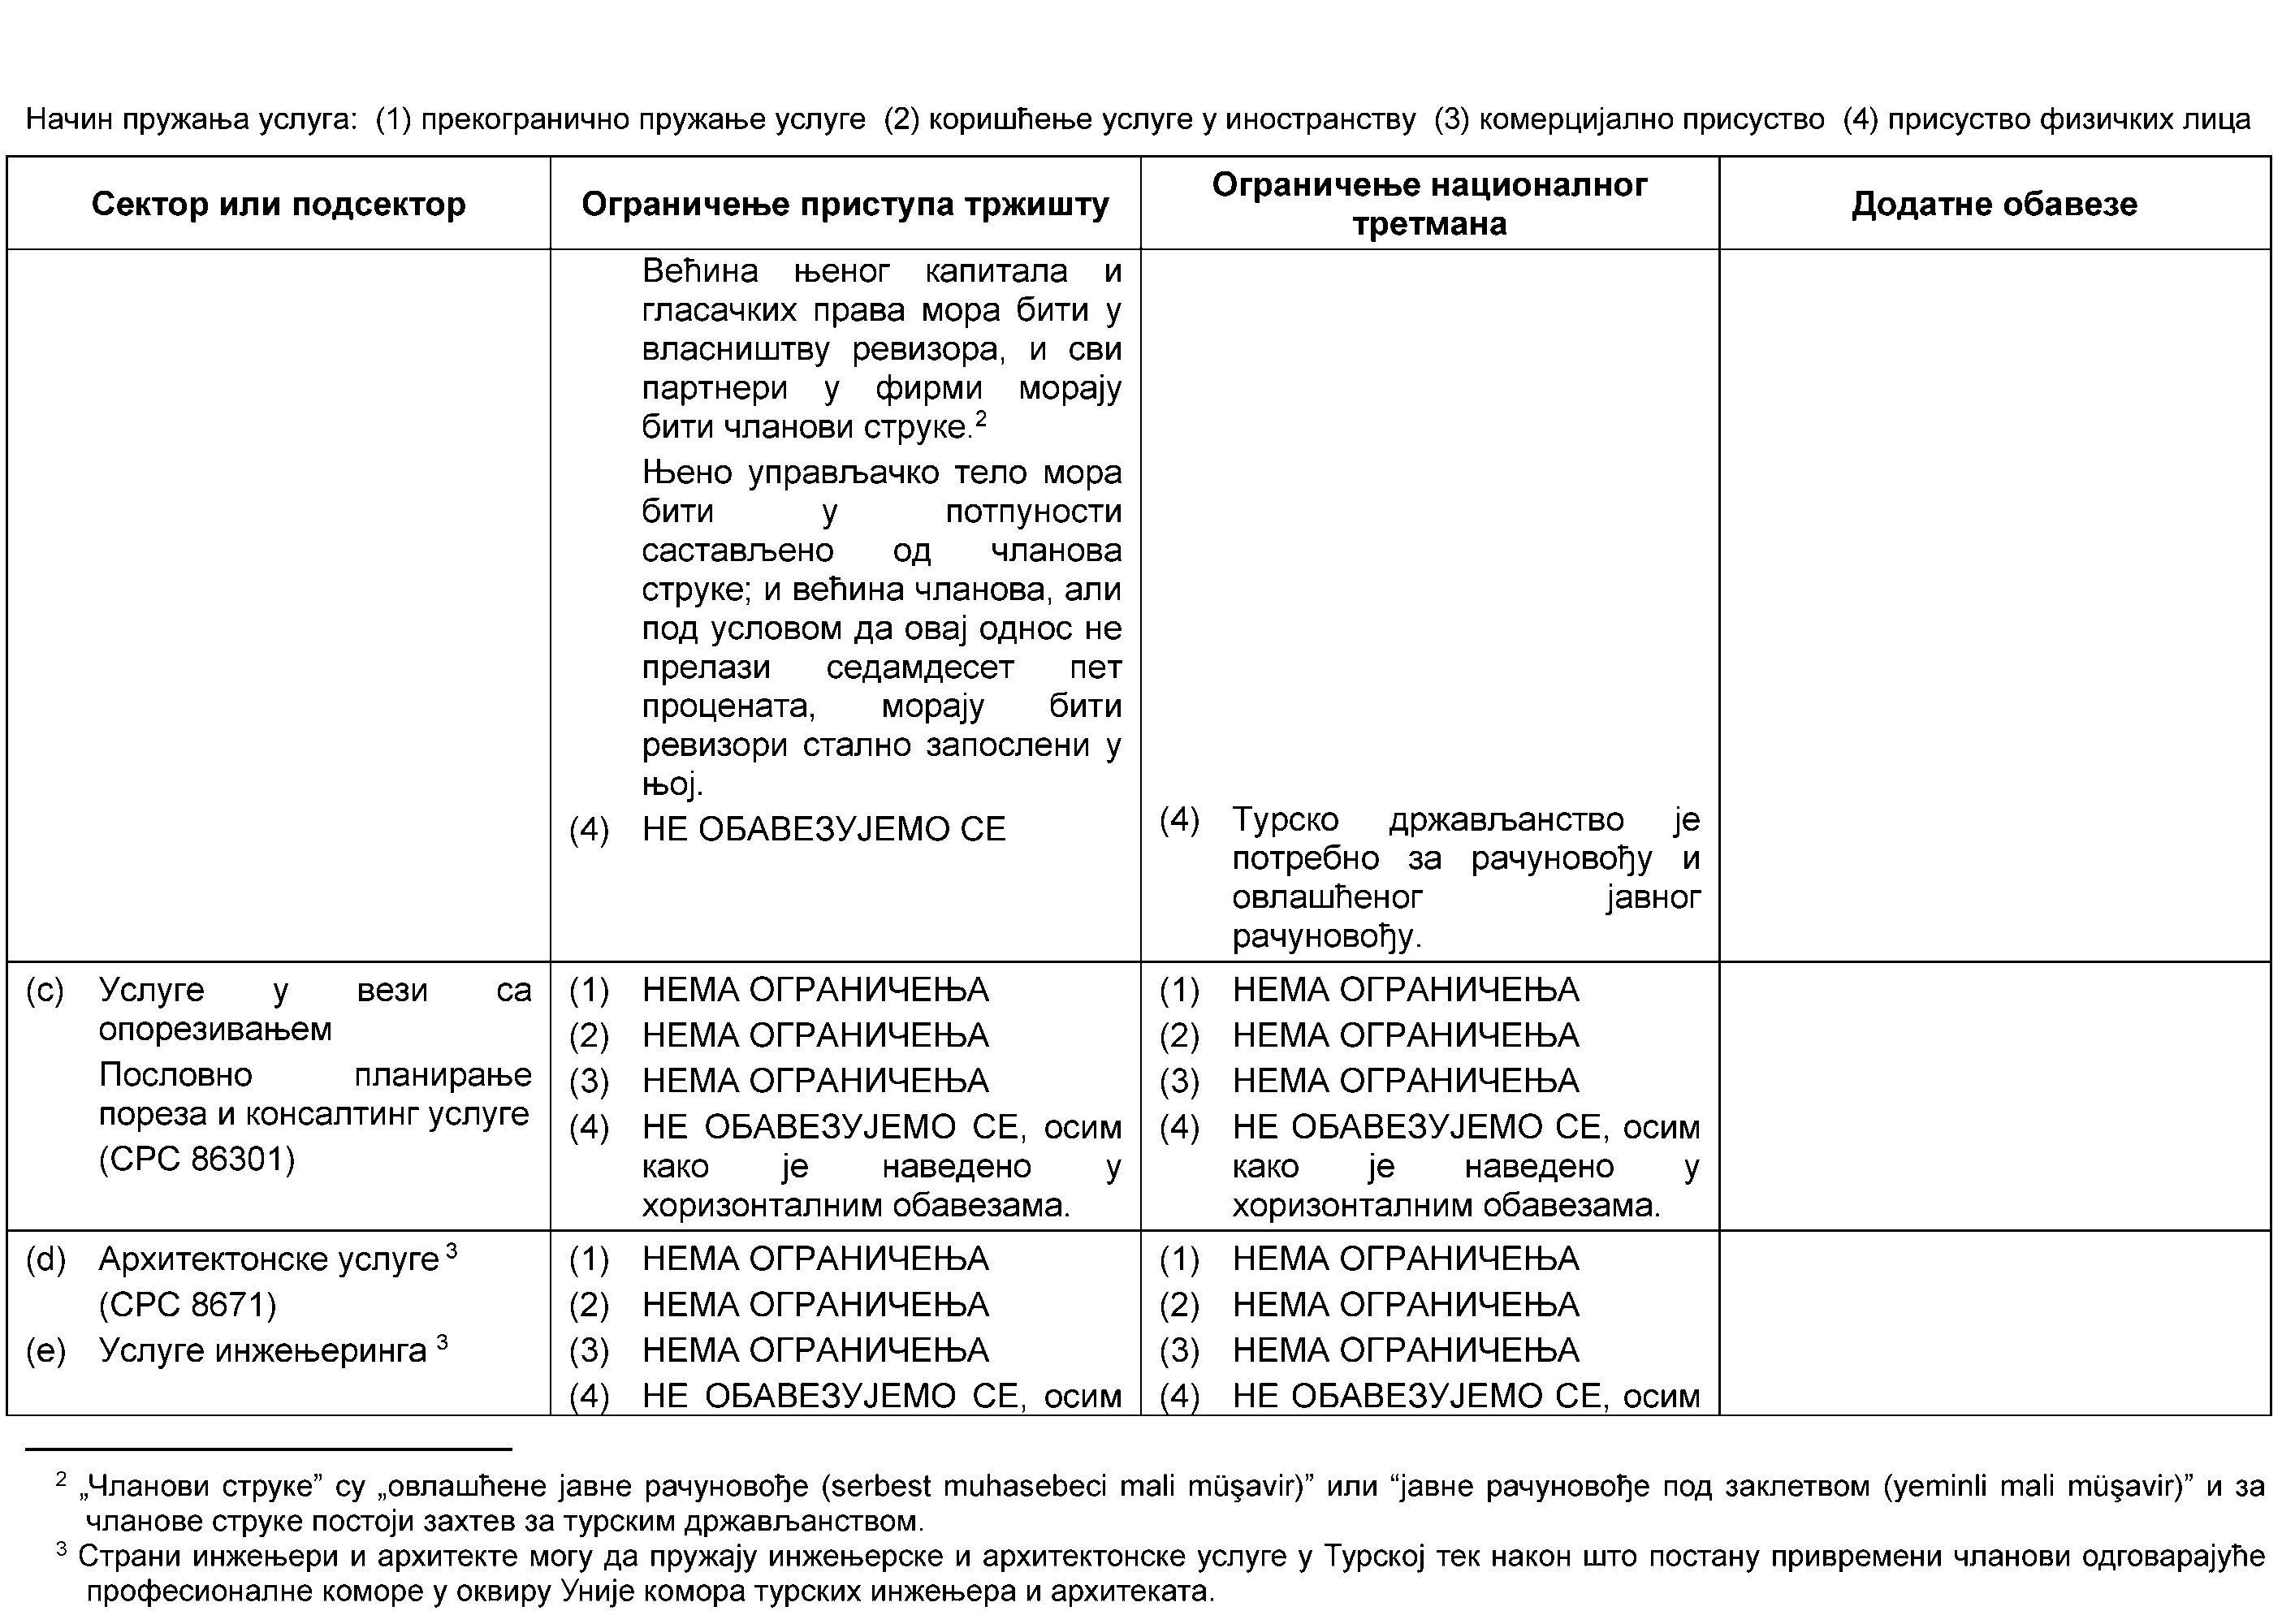 Начин пружања услуга: (1) прекогранично пружање услуге (2) коришћење услуге у иностранству (3) комерцијално присуство (4) присуство физичких лица
Сектор или подсектор
Ограничење приступа тржишту
Ограничење националног
третмана
Додатне обавезе
Већина њеног капитала и
гласачких права мора бити у
власништву ревизора, и сви
партнери у фирми морају
бити чланови струке.²
Њено управљачко тело мора
бити у потпуности
састављено од чланова
струке; и већина чланова, али
под условом да овај однос не
прелази седамдесет пет
процената, морају бити
ревизори стално запослени у
њој.
(4) НЕ ОБАВЕЗУЈЕМО СЕ
(4) Турско држављанство је
потребно за рачуновођу и
овлашћеног јавног
рачуновођу.
(c) Услуге у вези са
опорезивањем
Пословно планирање
пореза и консалтинг услуге
(CPC 86301)
(1) НЕМА ОГРАНИЧЕЊА
(2) НЕМА ОГРАНИЧЕЊА
(3) НЕМА ОГРАНИЧЕЊА
(4) НЕ ОБАВЕЗУЈЕМО СЕ, осим
како је наведено у
хоризонталним обавезама.
(1) НЕМА ОГРАНИЧЕЊА
(2) НЕМА ОГРАНИЧЕЊА
(3) НЕМА ОГРАНИЧЕЊА
(4) НЕ ОБАВЕЗУЈЕМО СЕ, осим
како је наведено у
хоризонталним обавезама.
(d) Архитектонске услуге ³
(CPC 8671)
(e) Услуге инжењеринга ³
(1) НЕМА ОГРАНИЧЕЊА
(2) НЕМА ОГРАНИЧЕЊА
(3) НЕМА ОГРАНИЧЕЊА
(4) НЕ ОБАВЕЗУЈЕМО СЕ, осим
(1) НЕМА ОГРАНИЧЕЊА
(2) НЕМА ОГРАНИЧЕЊА
(3) НЕМА ОГРАНИЧЕЊА
(4) НЕ ОБАВЕЗУЈЕМО СЕ, осим
² „Чланови струке” су „овлашћене јавне рачуновође (serbest muhasebeci mali müşavir)” или “јавне рачуновође под заклетвом (yeminli mali müşavir)” и за
чланове струке постоји захтев за турским држављанством.
³ Страни инжењери и архитекте могу да пружају инжењерске и архитектонске услуге у Турској тек након што постану привремени чланови одговарајуће
професионалне коморе у оквиру Уније комора турских инжењера и архитеката.